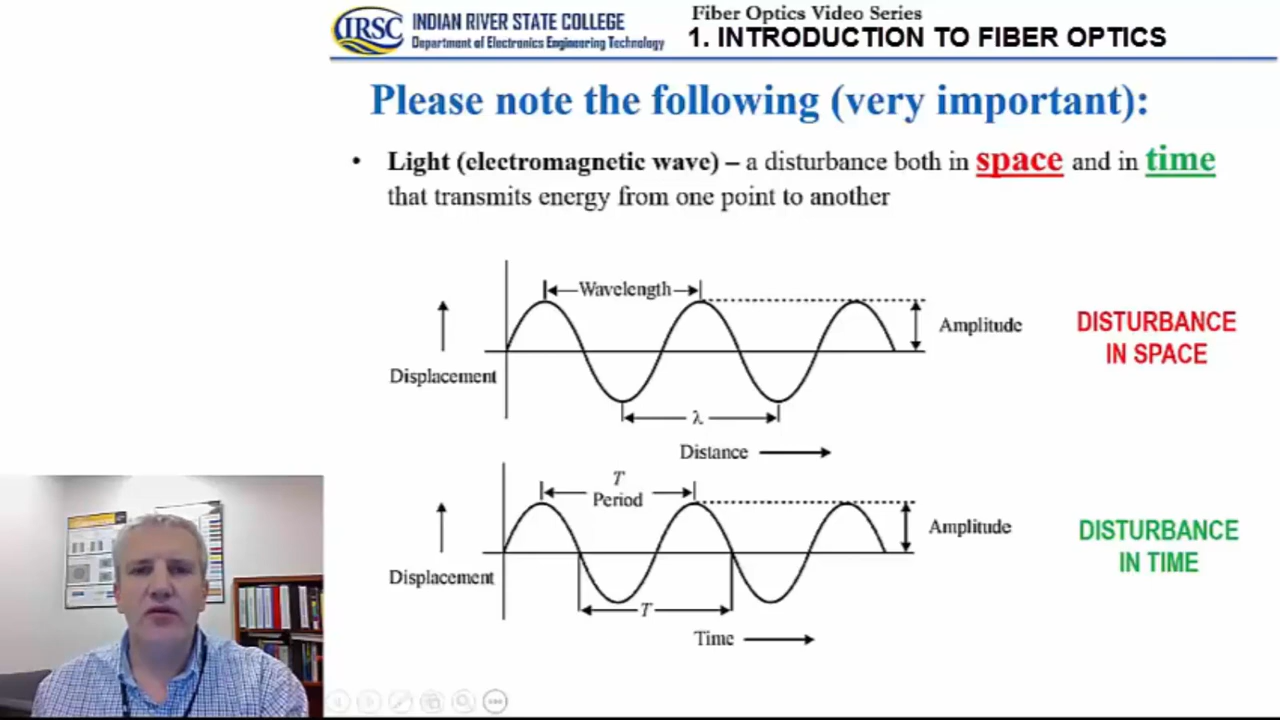 IRSC
INDIAN RIVER STATE COLLEGE
Department of Electronics Engineering Technology
Fiber Optics Video Series
1. INTRODUCTION TO FIBER OPTICS
Please note the following (very important):
• Light (electromagnetic wave) – a disturbance both in space and in time
that transmits energy from one point to another
Wavelength
Amplitude
Displacement
λ
Distance
DISTURBANCE
IN SPACE
T
Period
Amplitude
Displacement
T
Time
DISTURBANCE
IN TIME